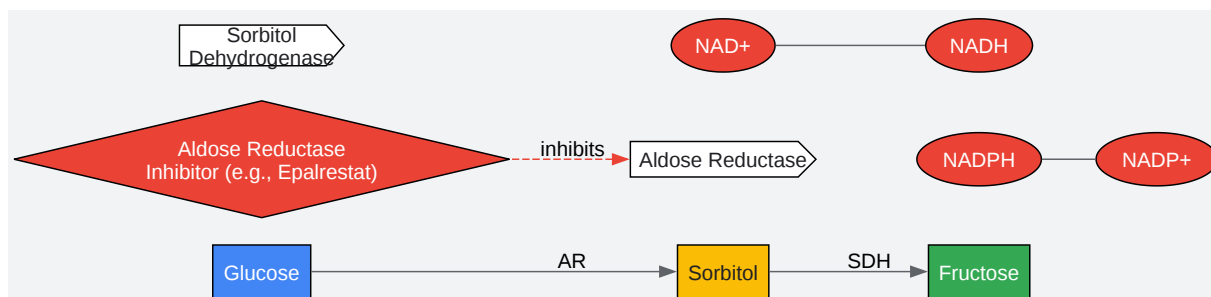 Sorbitol
Dehydrogenase
NAD+
NADH
Aldose Reductase
Inhibitor (e.g., Epalrestat)
inhibits
Aldose Reductase
NADPH
NADP+
Glucose
AR
Sorbitol
SDH
Fructose